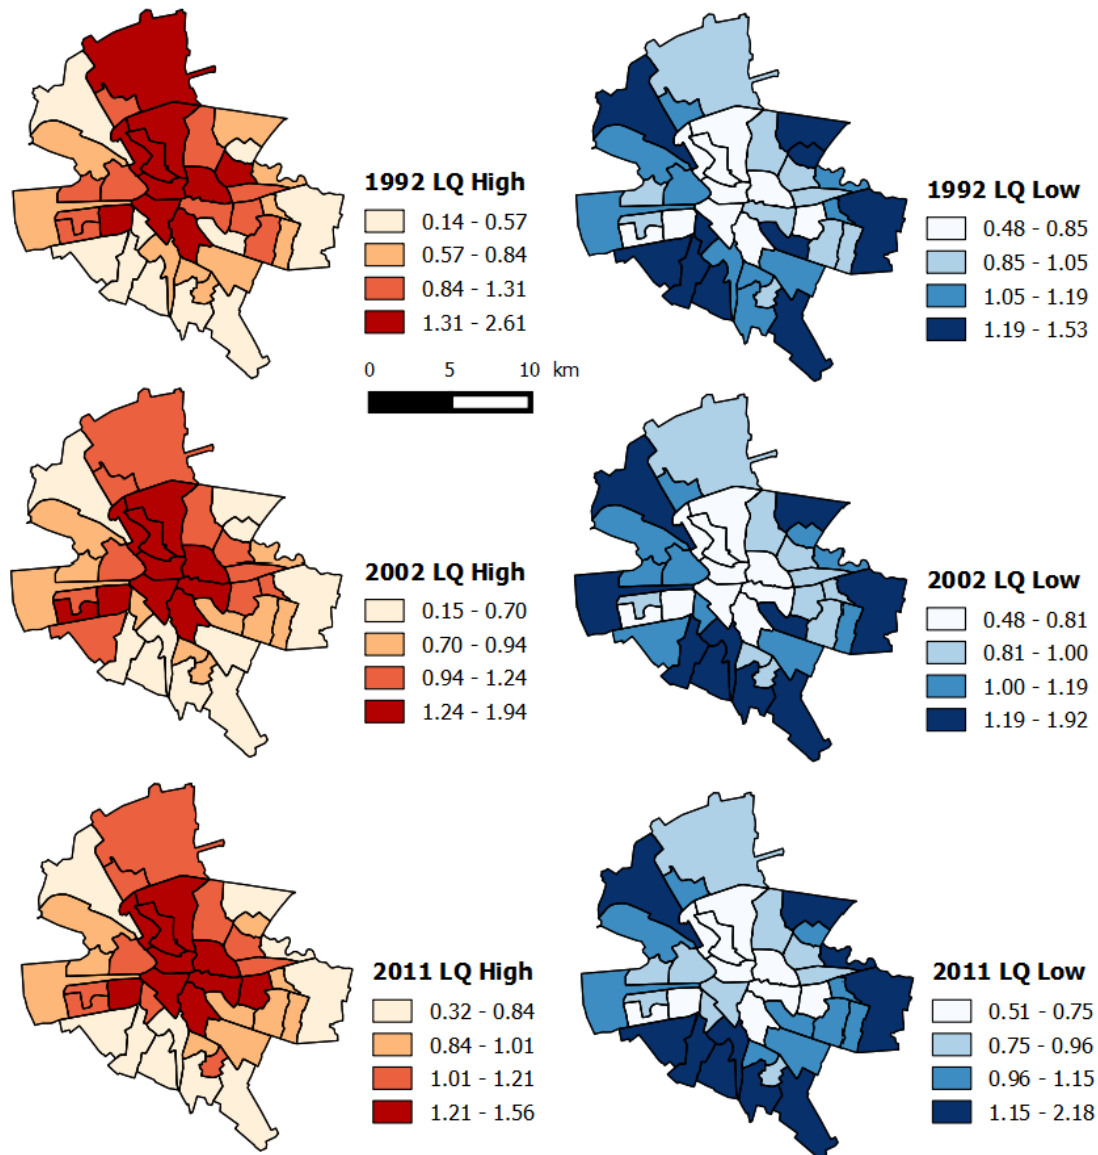 1992 LQ High
0.14 - 0.57
0.57 - 0.84
0.84 - 1.31
1.31 - 2.61
1992 LQ Low
0.48 - 0.85
0.85 - 1.05
1.05 - 1.19
1.19 - 1.53
0 5 10 km
2002 LQ High
0.15 - 0.70
0.70 - 0.94
0.94 - 1.24
1.24 - 1.94
2002 LQ Low
0.48 - 0.81
0.81 - 1.00
1.00 - 1.19
1.19 - 1.92
2011 LQ High
0.32 - 0.84
0.84 - 1.01
1.01 - 1.21
1.21 - 1.56
2011 LQ Low
0.51 - 0.75
0.75 - 0.96
0.96 - 1.15
1.15 - 2.18